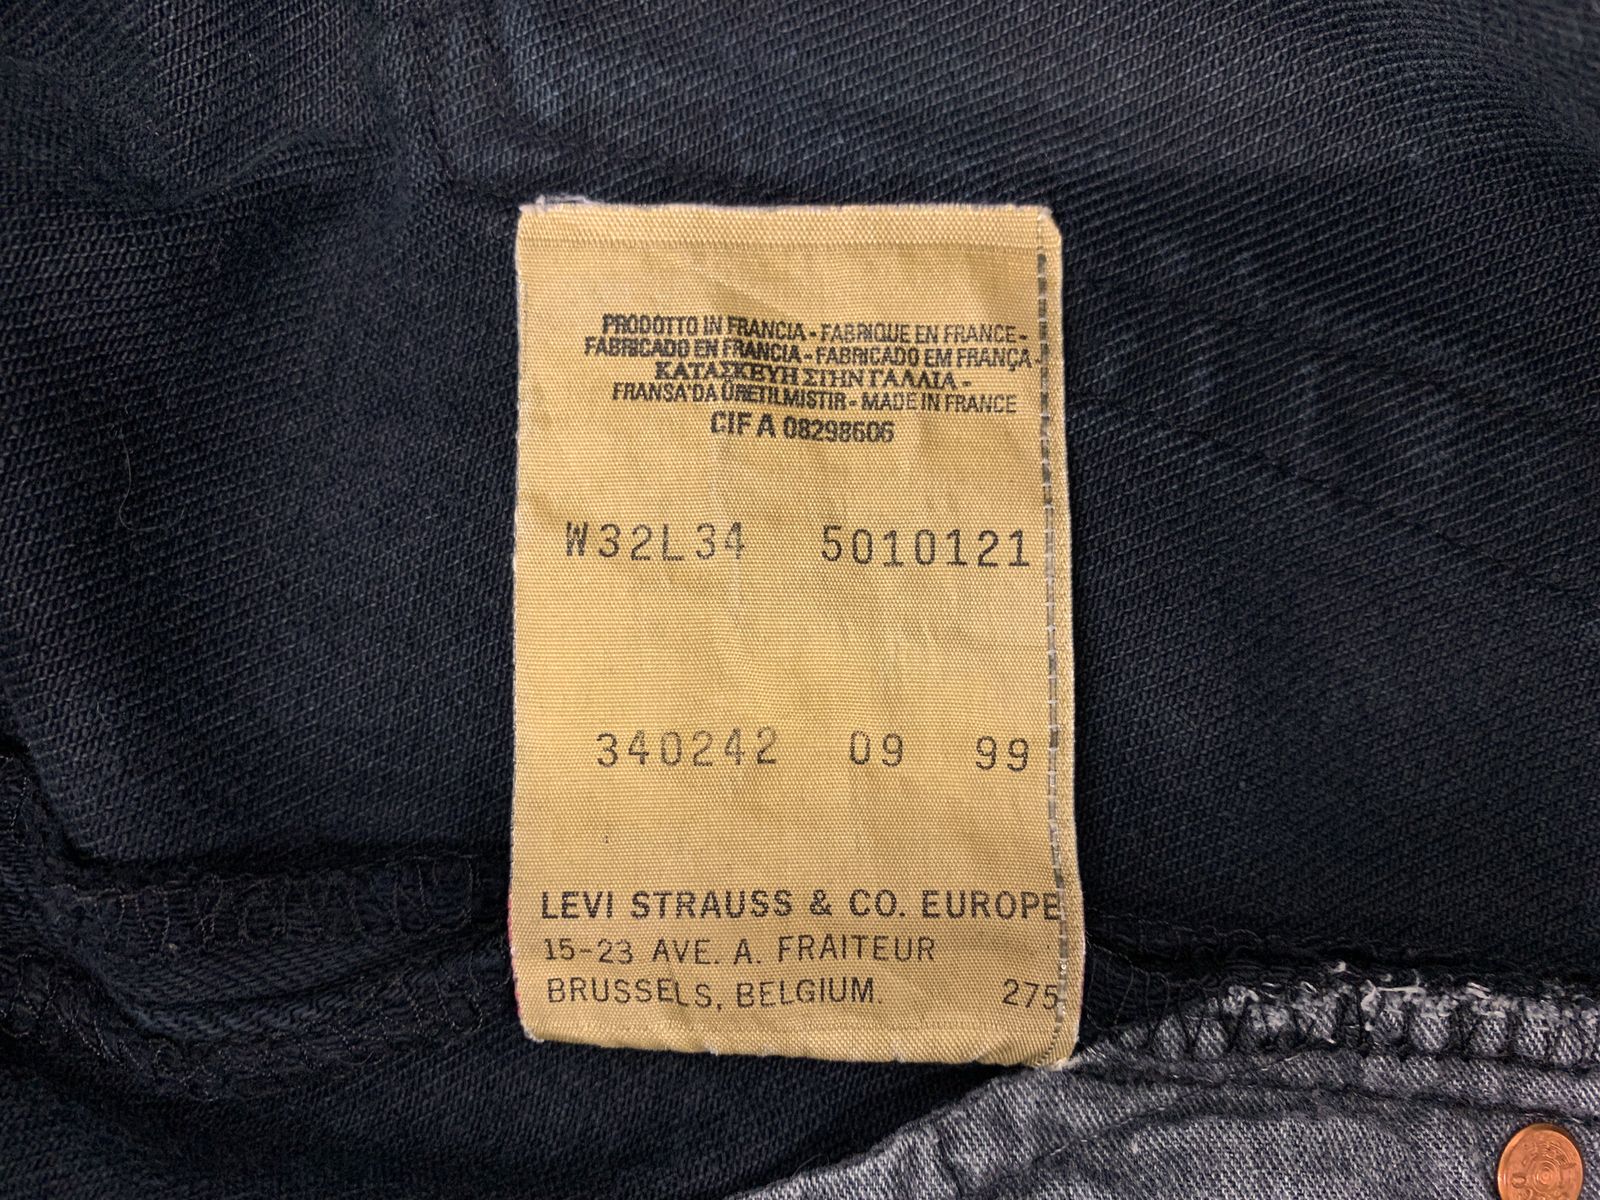 PRODOTTO IN FRANCIA - FABRIQUE EN FRANCE -
FABRICADO EN FRANCIA - FABRICADO EM FRANÇA -
ΚΑΤΑΣΚΕΥΗ ΣΤΗΝ ΓΑΛΛΙΑ -
FRANSA'DA ÜRETILMISTIR - MADE IN FRANCE
CIF A 08298606
W32L34 5010121
340242 09 99
LEVI STRAUSS & CO. EUROPE
15-23 AVE. A. FRAITEUR
BRUSSELS, BELGIUM. 275